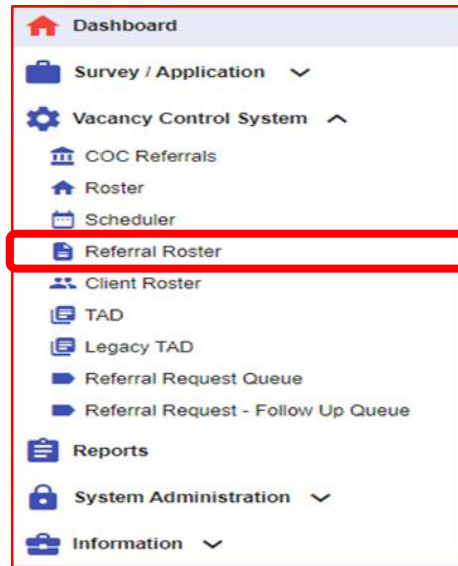 Dashboard
Survey / Application
Vacancy Control System
COC Referrals
Roster
Scheduler
Referral Roster
Client Roster
TAD
Legacy TAD
Referral Request Queue
Referral Request - Follow Up Queue
Reports
System Administration
Information